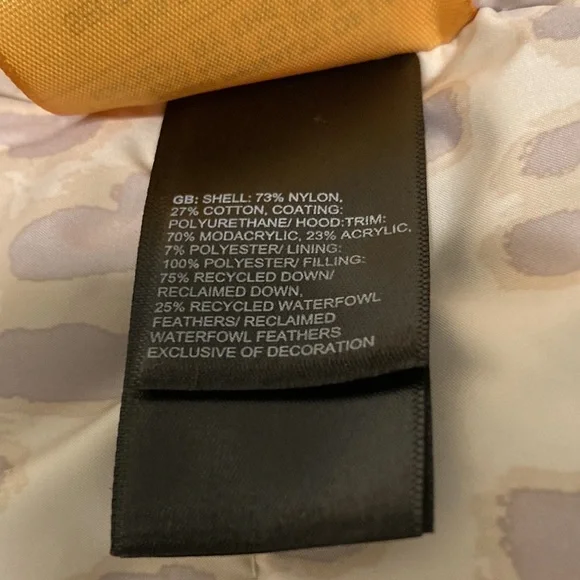 GB: SHELL: 73% NYLON,
27% COTTON, COATING:
POLYURETHANE/ HOOD:TRIM:
70% MODACRYLIC, 23% ACRYLIC,
7% POLYESTER/ LINING:
100% POLYESTER/ FILLING:
75% RECYCLED DOWN/
RECLAIMED DOWN,
25% RECYCLED WATERFOWL
FEATHERS/ RECLAIMED
WATERFOWL FEATHERS
EXCLUSIVE OF DECORATION